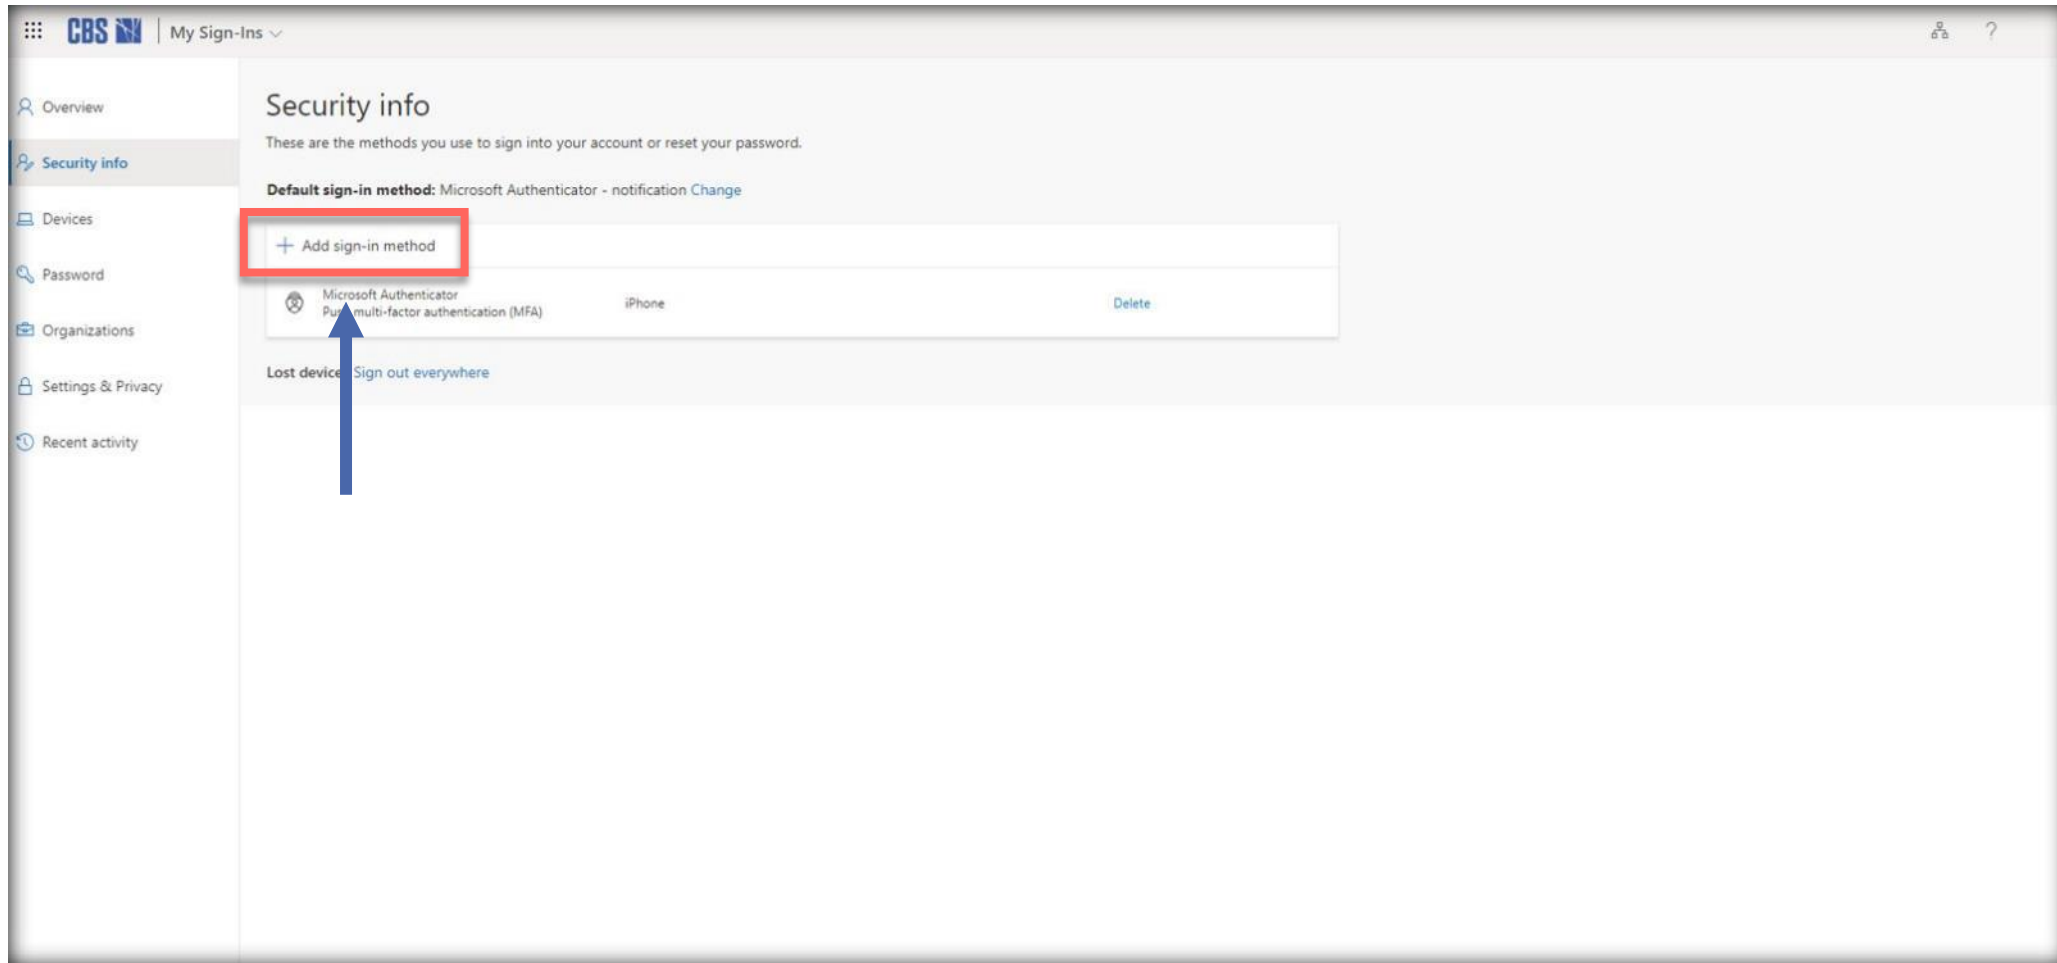 CBS
My Sign-Ins
?
Overview
Security info
Devices
Password
Organizations
Settings & Privacy
Recent activity
Security info
These are the methods you use to sign into your account or reset your password.
Default sign-in method: Microsoft Authenticator - notification Change
+ Add sign-in method
Microsoft Authenticator
multi-factor authentication (MFA)
iPhone
Delete
Lost device Sign out everywhere